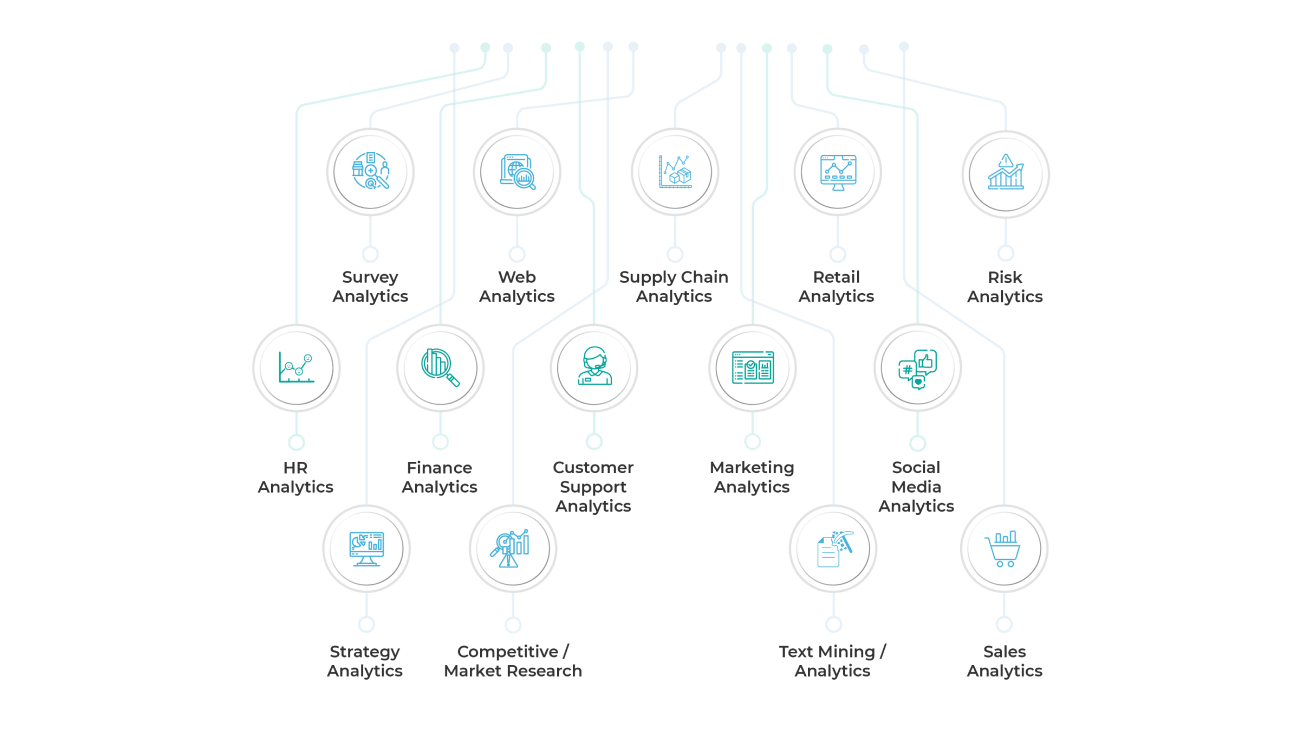 Survey
Analytics
Web
Analytics
Supply Chain
Analytics
Retail
Analytics
Risk
Analytics
HR
Analytics
Finance
Analytics
Customer
Support
Analytics
Marketing
Analytics
Social
Media
Analytics
Strategy
Analytics
Competitive /
Market Research
Text Mining /
Analytics
Sales
Analytics